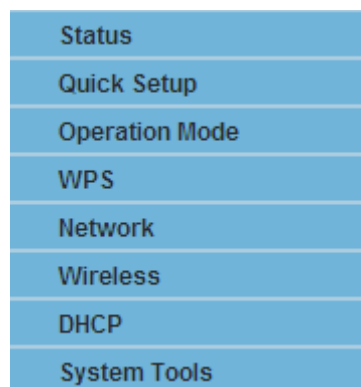 Status
Quick Setup
Operation Mode
WPS
Network
Wireless
DHCP
System Tools